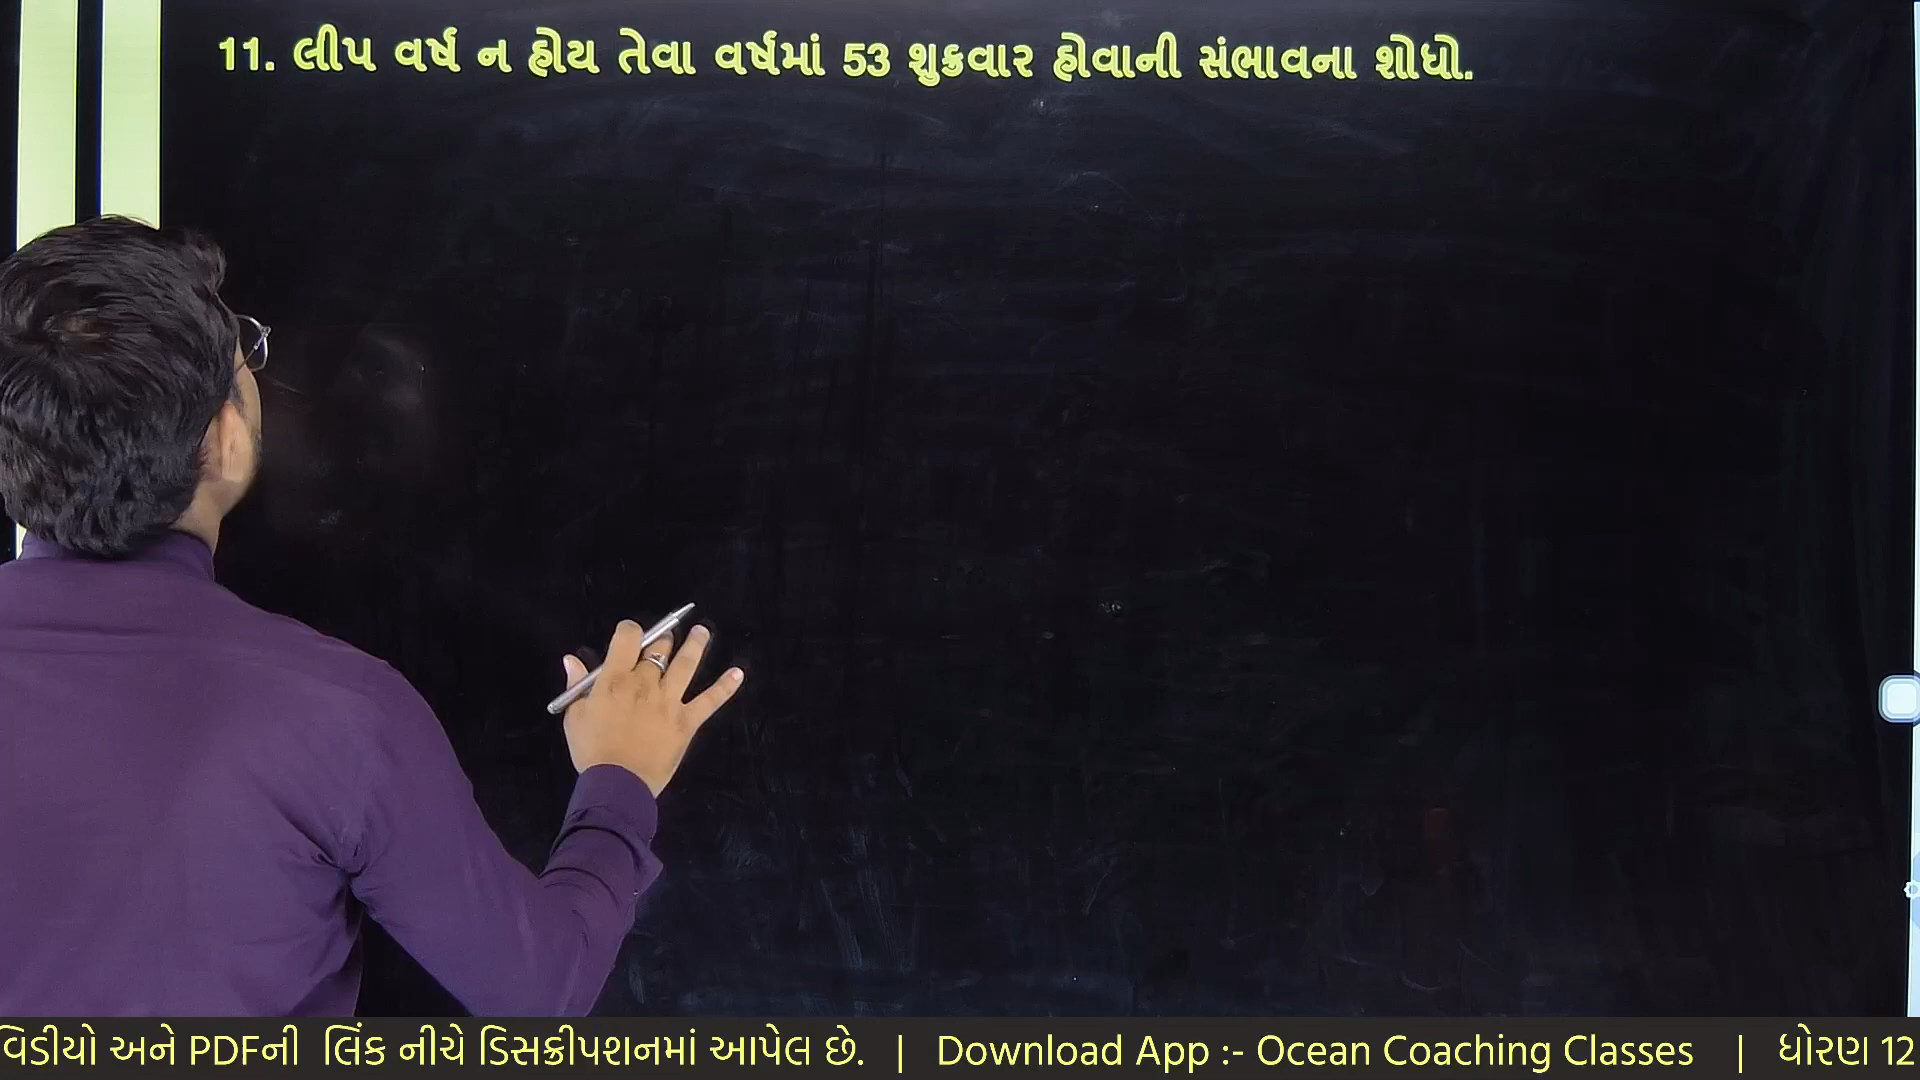 11. લીપ વર્ષ ન હોય તેવા વર્ષમાં 53 શુક્રવાર હોવાની સંભાવના શોધો.
વિડીયો અને PDFની લિંક નીચે ડિસક્રીપશનમાં આપેલ છે. | Download App :- Ocean Coaching Classes | ધોરણ 12